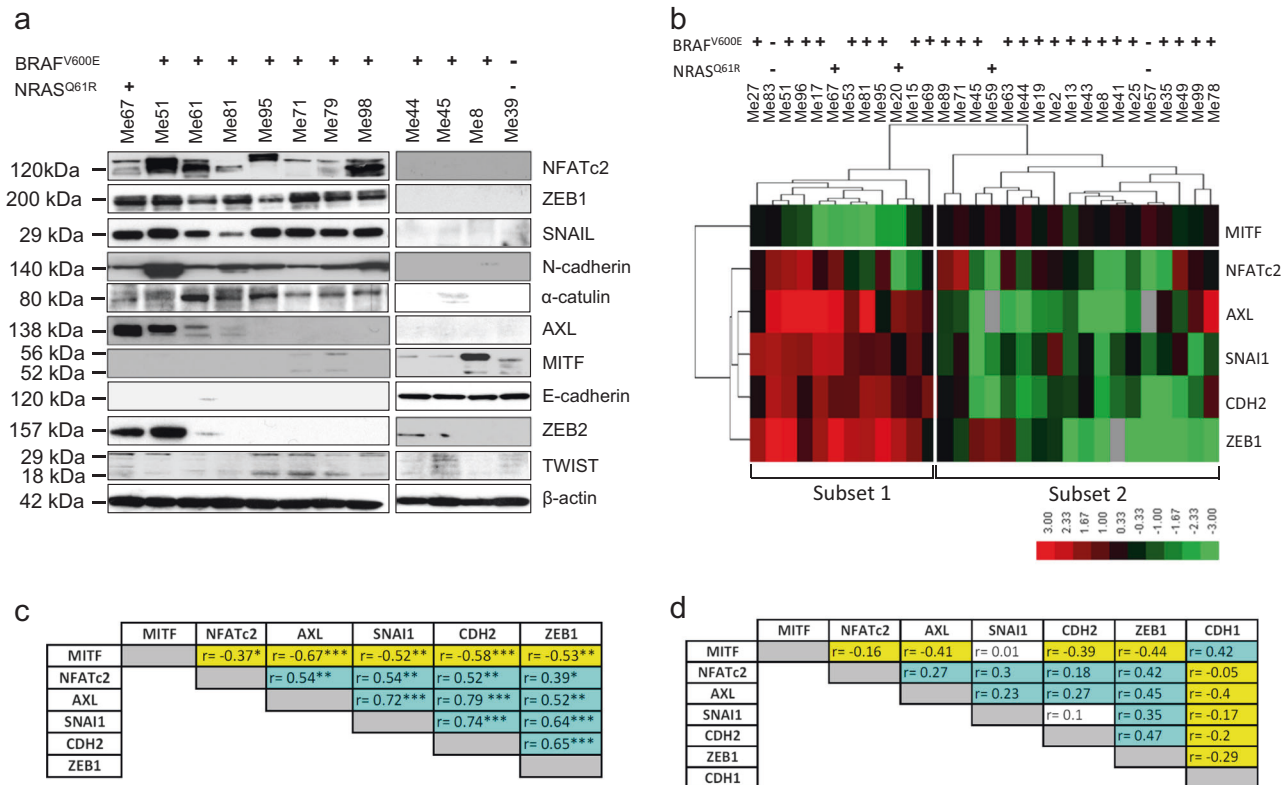 a
BRAFV600E + + + + + + + + + + -
NRASQ61R + -
Me67 Me51 Me61 Me81 Me95 Me71 Me79 Me98 Me44 Me45 Me8 Me39
120kDa NFATc2
200 kDa ZEB1
29 kDa SNAIL
140 kDa N-cadherin
80 kDa α-catulin
138 kDa AXL
56 kDa
52 kDa MITF
120 kDa E-cadherin
157 kDa ZEB2
29 kDa
18 kDa TWIST
42 kDa β-actin
b
BRAFV600E + - + + + + + + + + + + + + + + + + + + + - + + + +
NRASQ61R - + + + -
Me27 Me83 Me51 Me96 Me17 Me67 Me53 Me81 Me95 Me20 Me15 Me69 Me89 Me71 Me45 Me59 Me63 Me44 Me19 Me2 Me13 Me43 Me8 Me41 Me25 Me57 Me35 Me49 Me99 Me78
MITF
NFATc2
AXL
SNAI1
CDH2
ZEB1
Subset 1 Subset 2
3.00 2.33 1.67 1.00 0.33 -0.33 -1.00 -1.67 -2.33 -3.00
c
MITF NFATc2 AXL SNAI1 CDH2 ZEB1
MITF r= -0.37* r= -0.67*** r= -0.52** r= -0.58*** r= -0.53**
NFATc2 r= 0.54** r= 0.54** r= 0.52** r= 0.39*
AXL r= 0.72*** r= 0.79 *** r= 0.52**
SNAI1 r= 0.74*** r= 0.64***
CDH2 r= 0.65***
ZEB1
d
MITF NFATc2 AXL SNAI1 CDH2 ZEB1 CDH1
MITF r= -0.16 r= -0.41 r= 0.01 r= -0.39 r= -0.44 r= 0.42
NFATc2 r= 0.27 r= 0.3 r= 0.18 r= 0.42 r= -0.05
AXL r= 0.23 r= 0.27 r= 0.45 r= -0.4
SNAI1 r= 0.1 r= 0.35 r= -0.17
CDH2 r= 0.47 r= -0.2
ZEB1 r= -0.29
CDH1